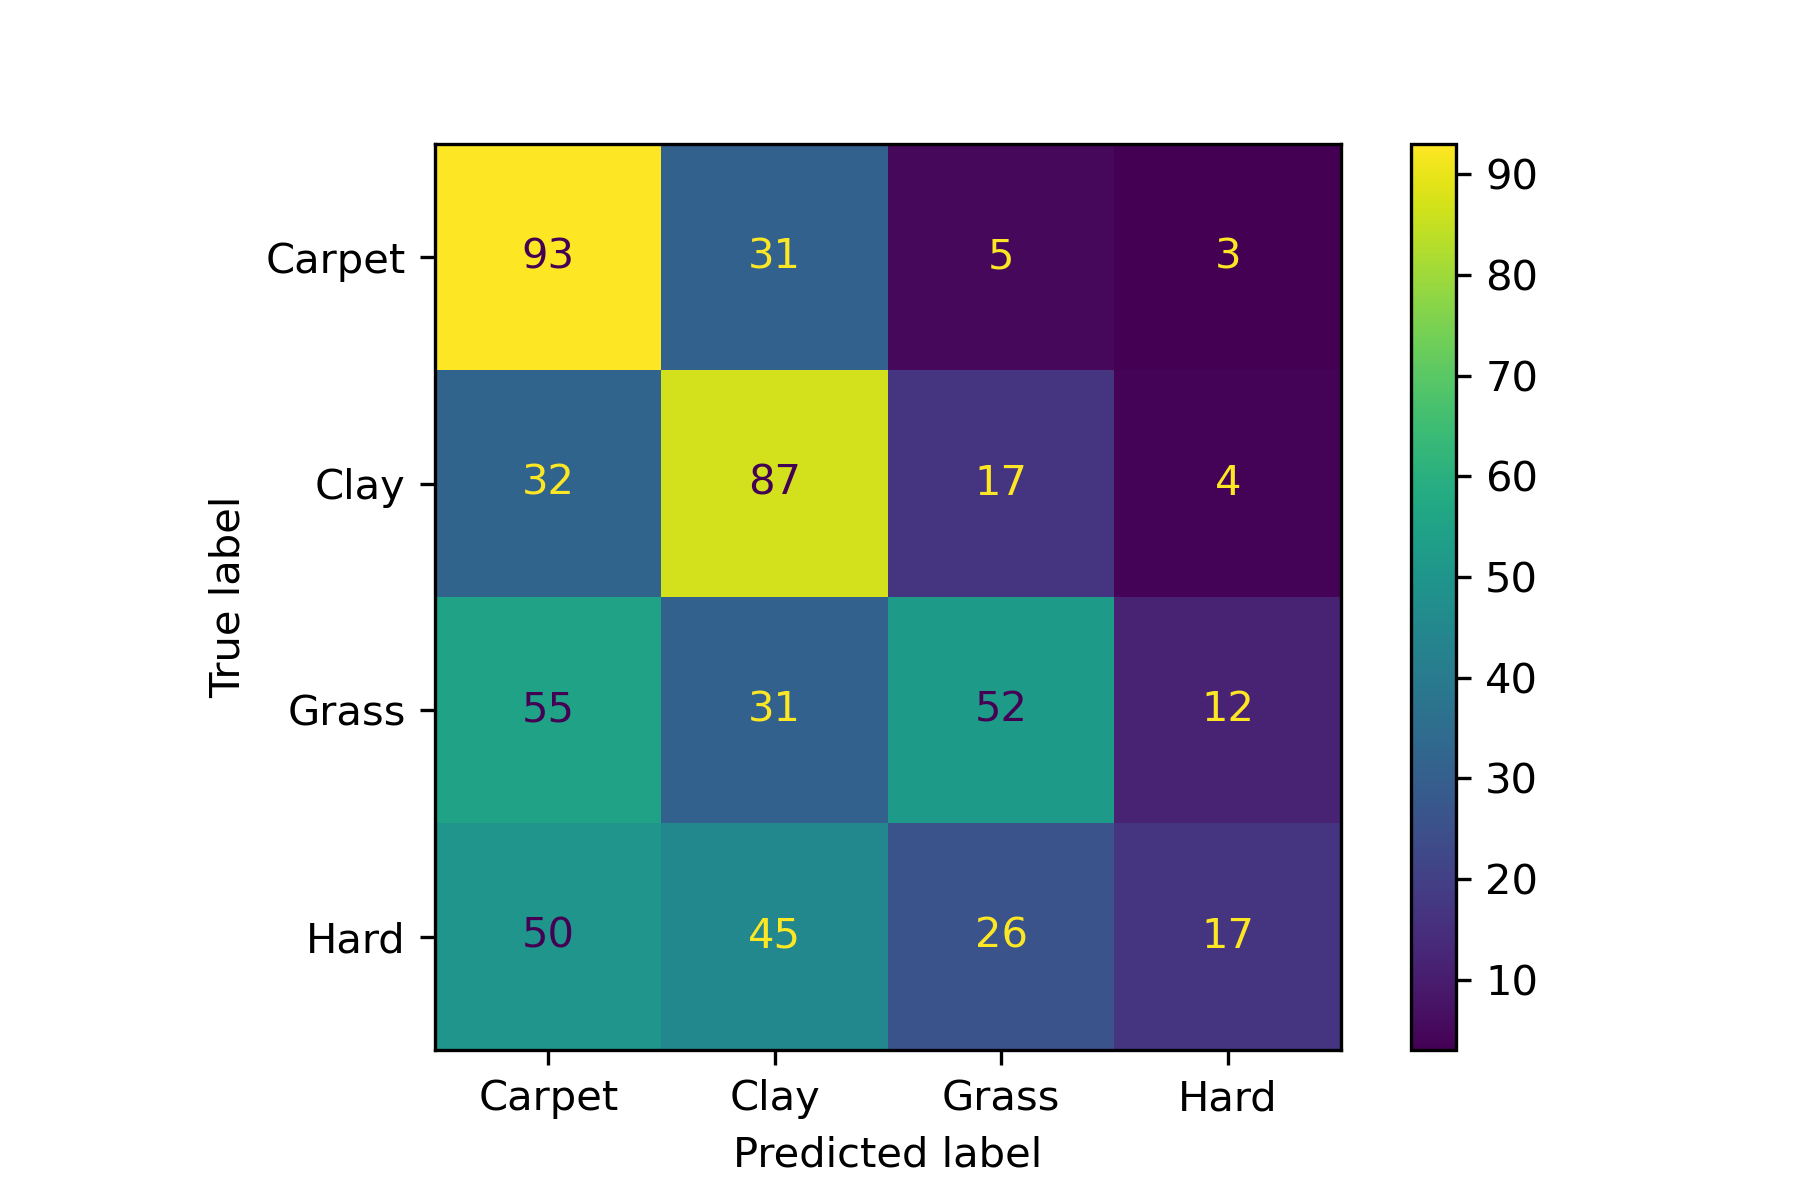 Carpet 93 31 5 3
Clay 32 87 17 4
Grass 55 31 52 12
Hard 50 45 26 17
Carpet Clay Grass Hard
Predicted label
True label
90
80
70
60
50
40
30
20
10